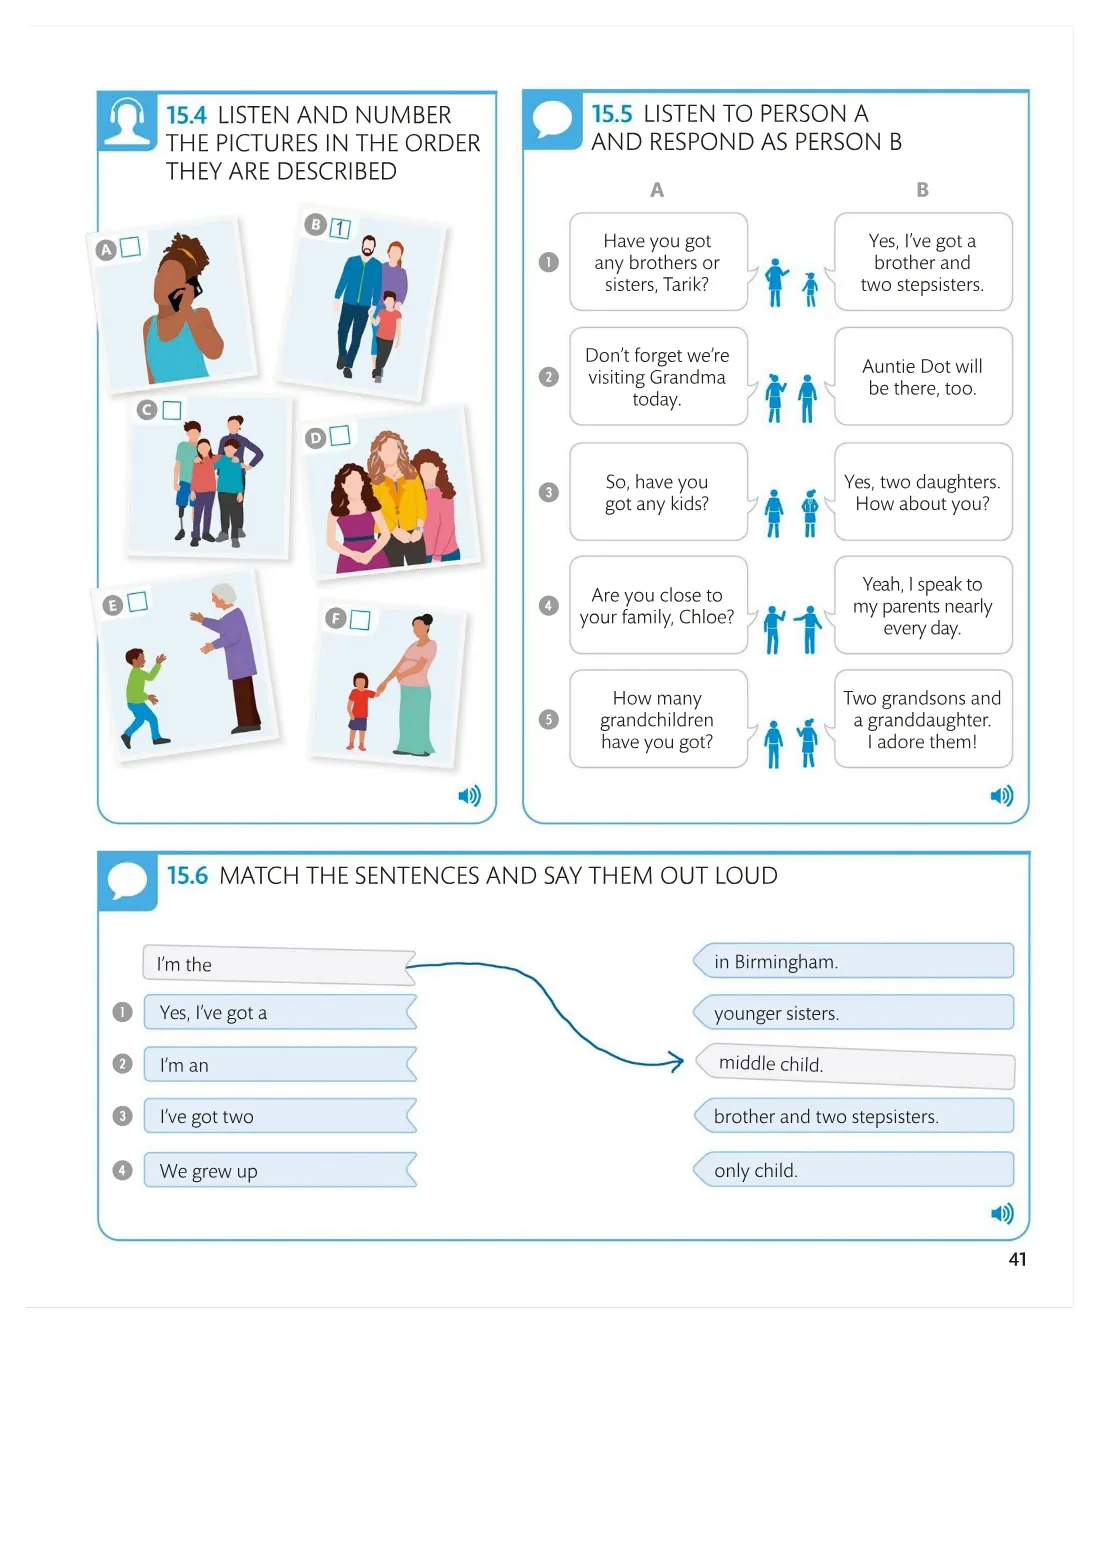 15.4 LISTEN AND NUMBER
THE PICTURES IN THE ORDER
THEY ARE DESCRIBED
A
B 1
C
D
E
F
15.5 LISTEN TO PERSON A
AND RESPOND AS PERSON B
A
B
1
Have you got
any brothers or
sisters, Tarik?
Yes, I've got a
brother and
two stepsisters.
2
Don't forget we're
visiting Grandma
today.
Auntie Dot will
be there, too.
3
So, have you
got any kids?
Yes, two daughters.
How about you?
4
Are you close to
your family, Chloe?
Yeah, I speak to
my parents nearly
every day.
5
How many
grandchildren
have you got?
Two grandsons and
a granddaughter.
I adore them!
15.6 MATCH THE SENTENCES AND SAY THEM OUT LOUD
I'm the
in Birmingham.
1 Yes, I've got a
younger sisters.
2 I'm an
middle child.
3 I've got two
brother and two stepsisters.
4 We grew up
only child.
41